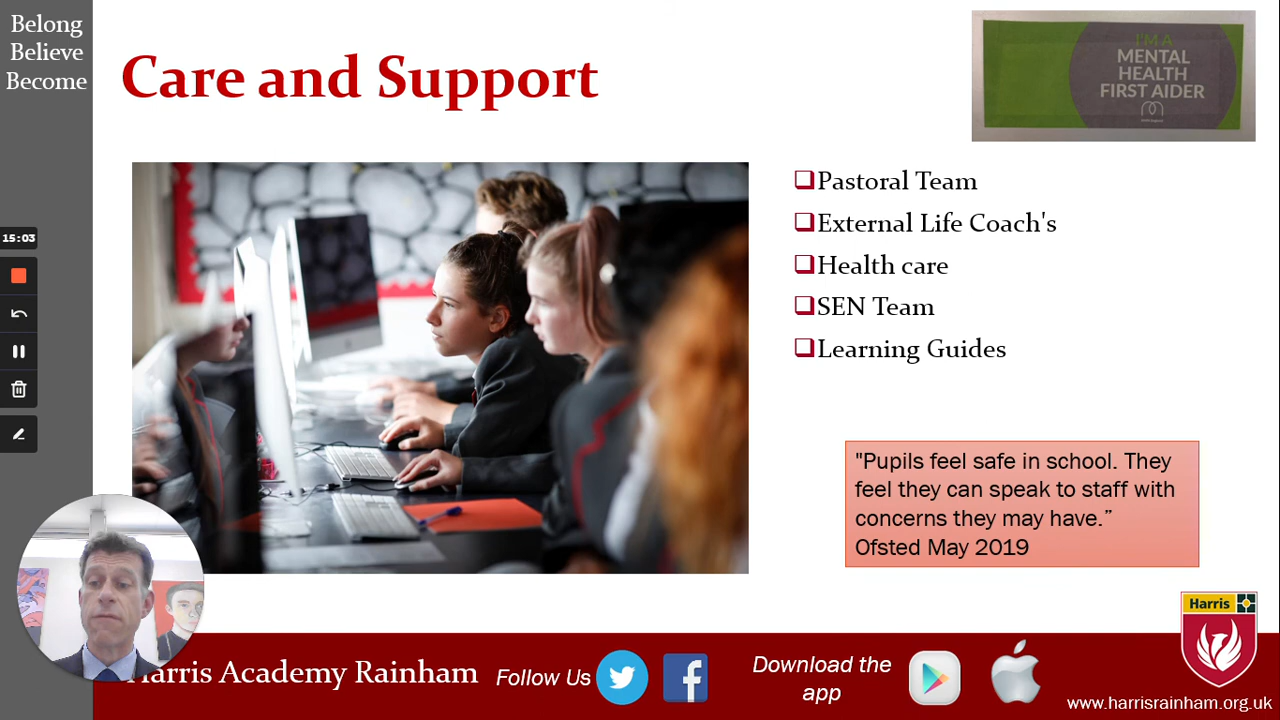 Belong
Believe
Become
Care and Support
I'M A
MENTAL
HEALTH
FIRST AIDER
Pastoral Team
External Life Coach's
Health care
SEN Team
Learning Guides
15:03
"Pupils feel safe in school. They
feel they can speak to staff with
concerns they may have.”
Ofsted May 2019
Harris
Harris Academy Rainham
Follow Us
Download the
app
www.harrisrainham.org.uk